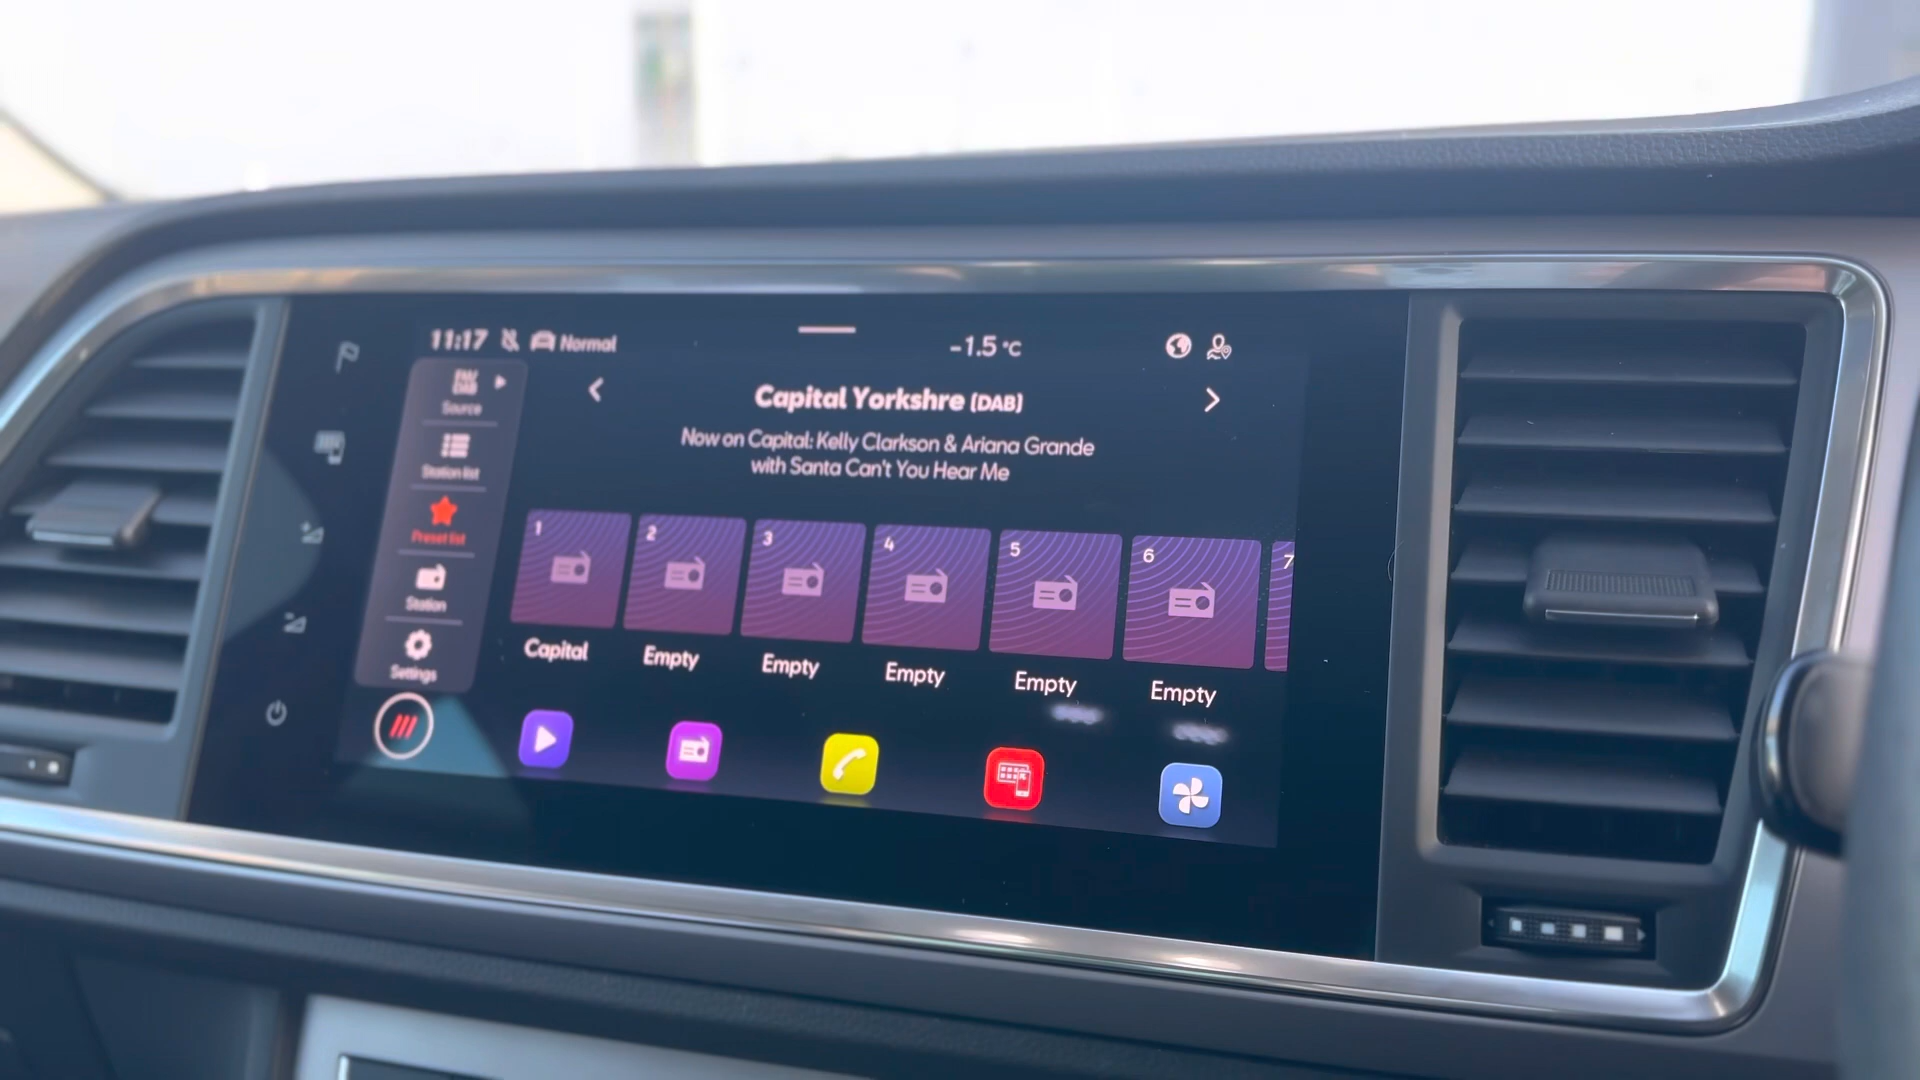 11:17 Normal
-1.5 °C
FM/DAB
Source
Station list
Preset list
Station
Settings
Capital Yorkshre (DAB)
Now on Capital: Kelly Clarkson & Ariana Grande
with Santa Can't You Hear Me
1 2 3 4 5 6 7
Capital Empty Empty Empty Empty Empty